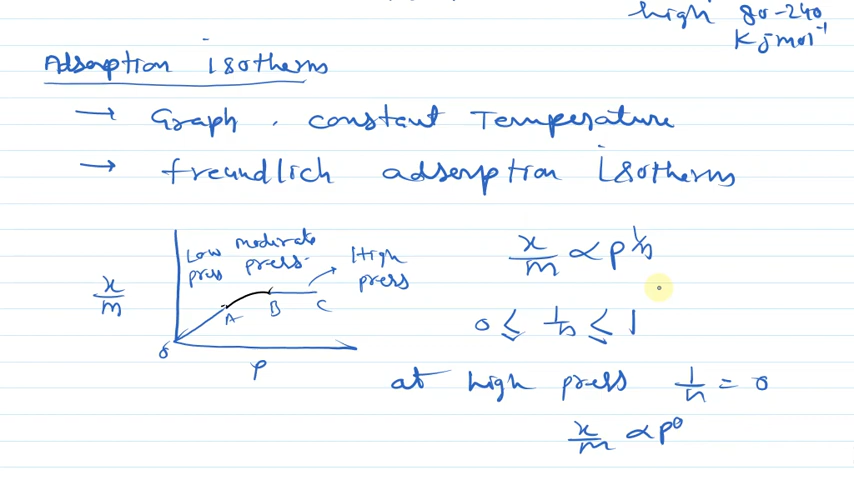 high 80-240
KJmol⁻¹
Adsorption isotherms
→ Graph, constant Temperature
→ freundlich adsorption isotherms
Low press
moderate press.
High press
x/m
A B C
0
P
x/m ∝ p^1/n
0 ≤ 1/n ≤ 1
at high press 1/n = 0
x/m ∝ p⁰